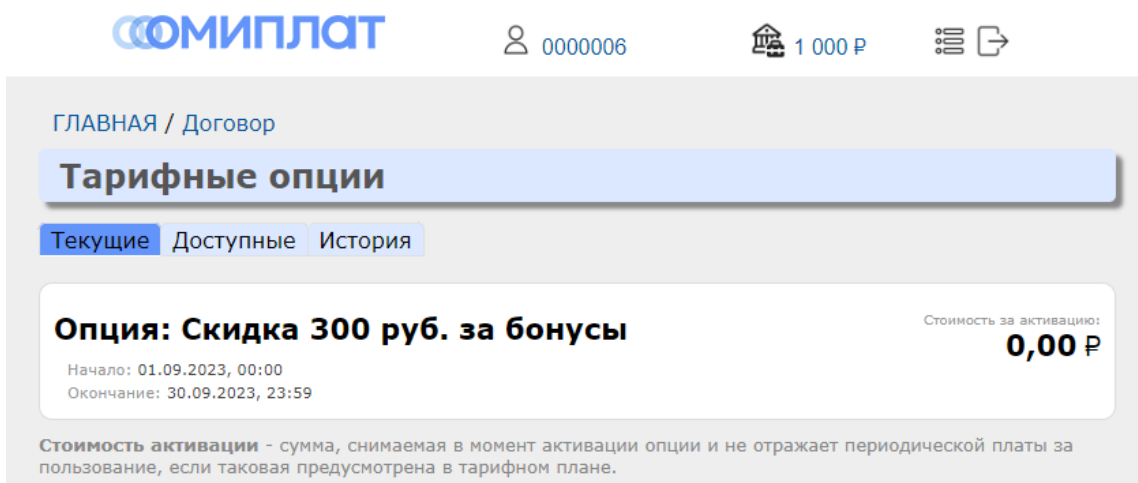 ОМИПЛАТ
0000006
1 000 ₽
ГЛАВНАЯ / Договор
Тарифные опции
Текущие Доступные История
Опция: Скидка 300 руб. за бонусы
Стоимость за активацию:
0,00 ₽
Начало: 01.09.2023, 00:00
Окончание: 30.09.2023, 23:59
Стоимость активации - сумма, снимаемая в момент активации опции и не отражает периодической платы за
пользование, если таковая предусмотрена в тарифном плане.